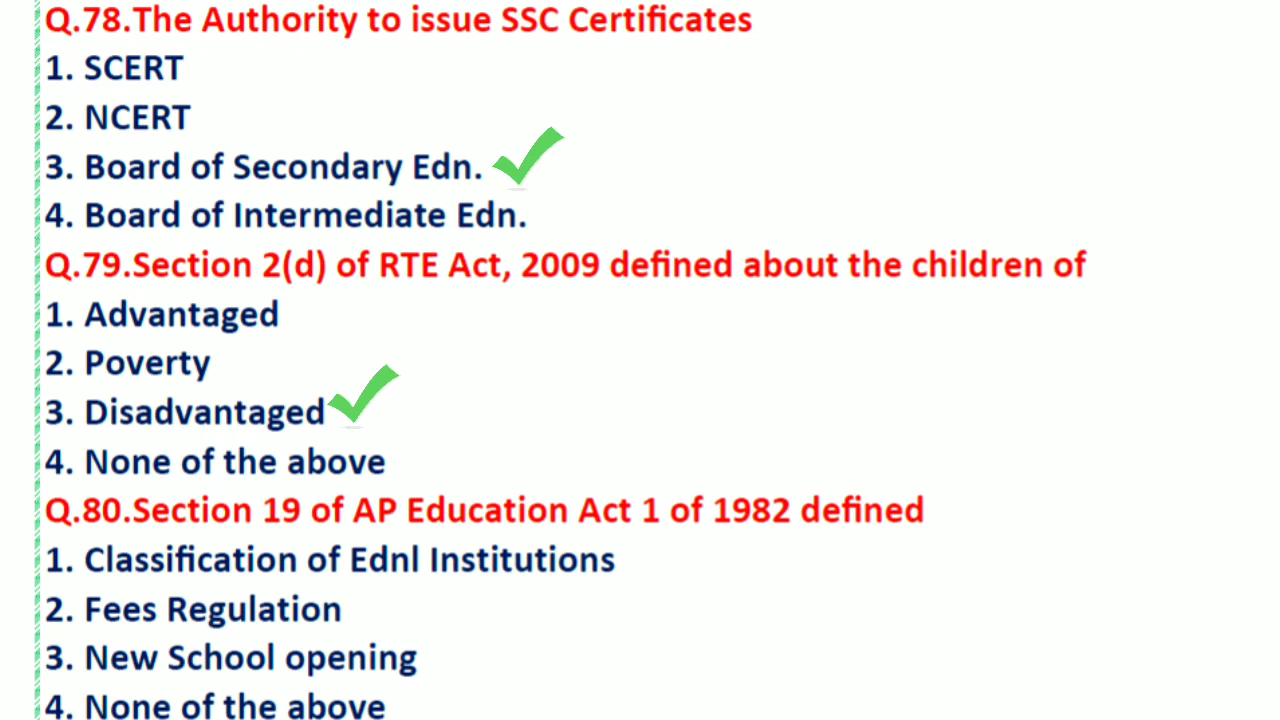 Q.78.The Authority to issue SSC Certificates
1. SCERT
2. NCERT
3. Board of Secondary Edn.
4. Board of Intermediate Edn.
Q.79.Section 2(d) of RTE Act, 2009 defined about the children of
1. Advantaged
2. Poverty
3. Disadvantaged
4. None of the above
Q.80.Section 19 of AP Education Act 1 of 1982 defined
1. Classification of Ednl Institutions
2. Fees Regulation
3. New School opening
4. None of the above